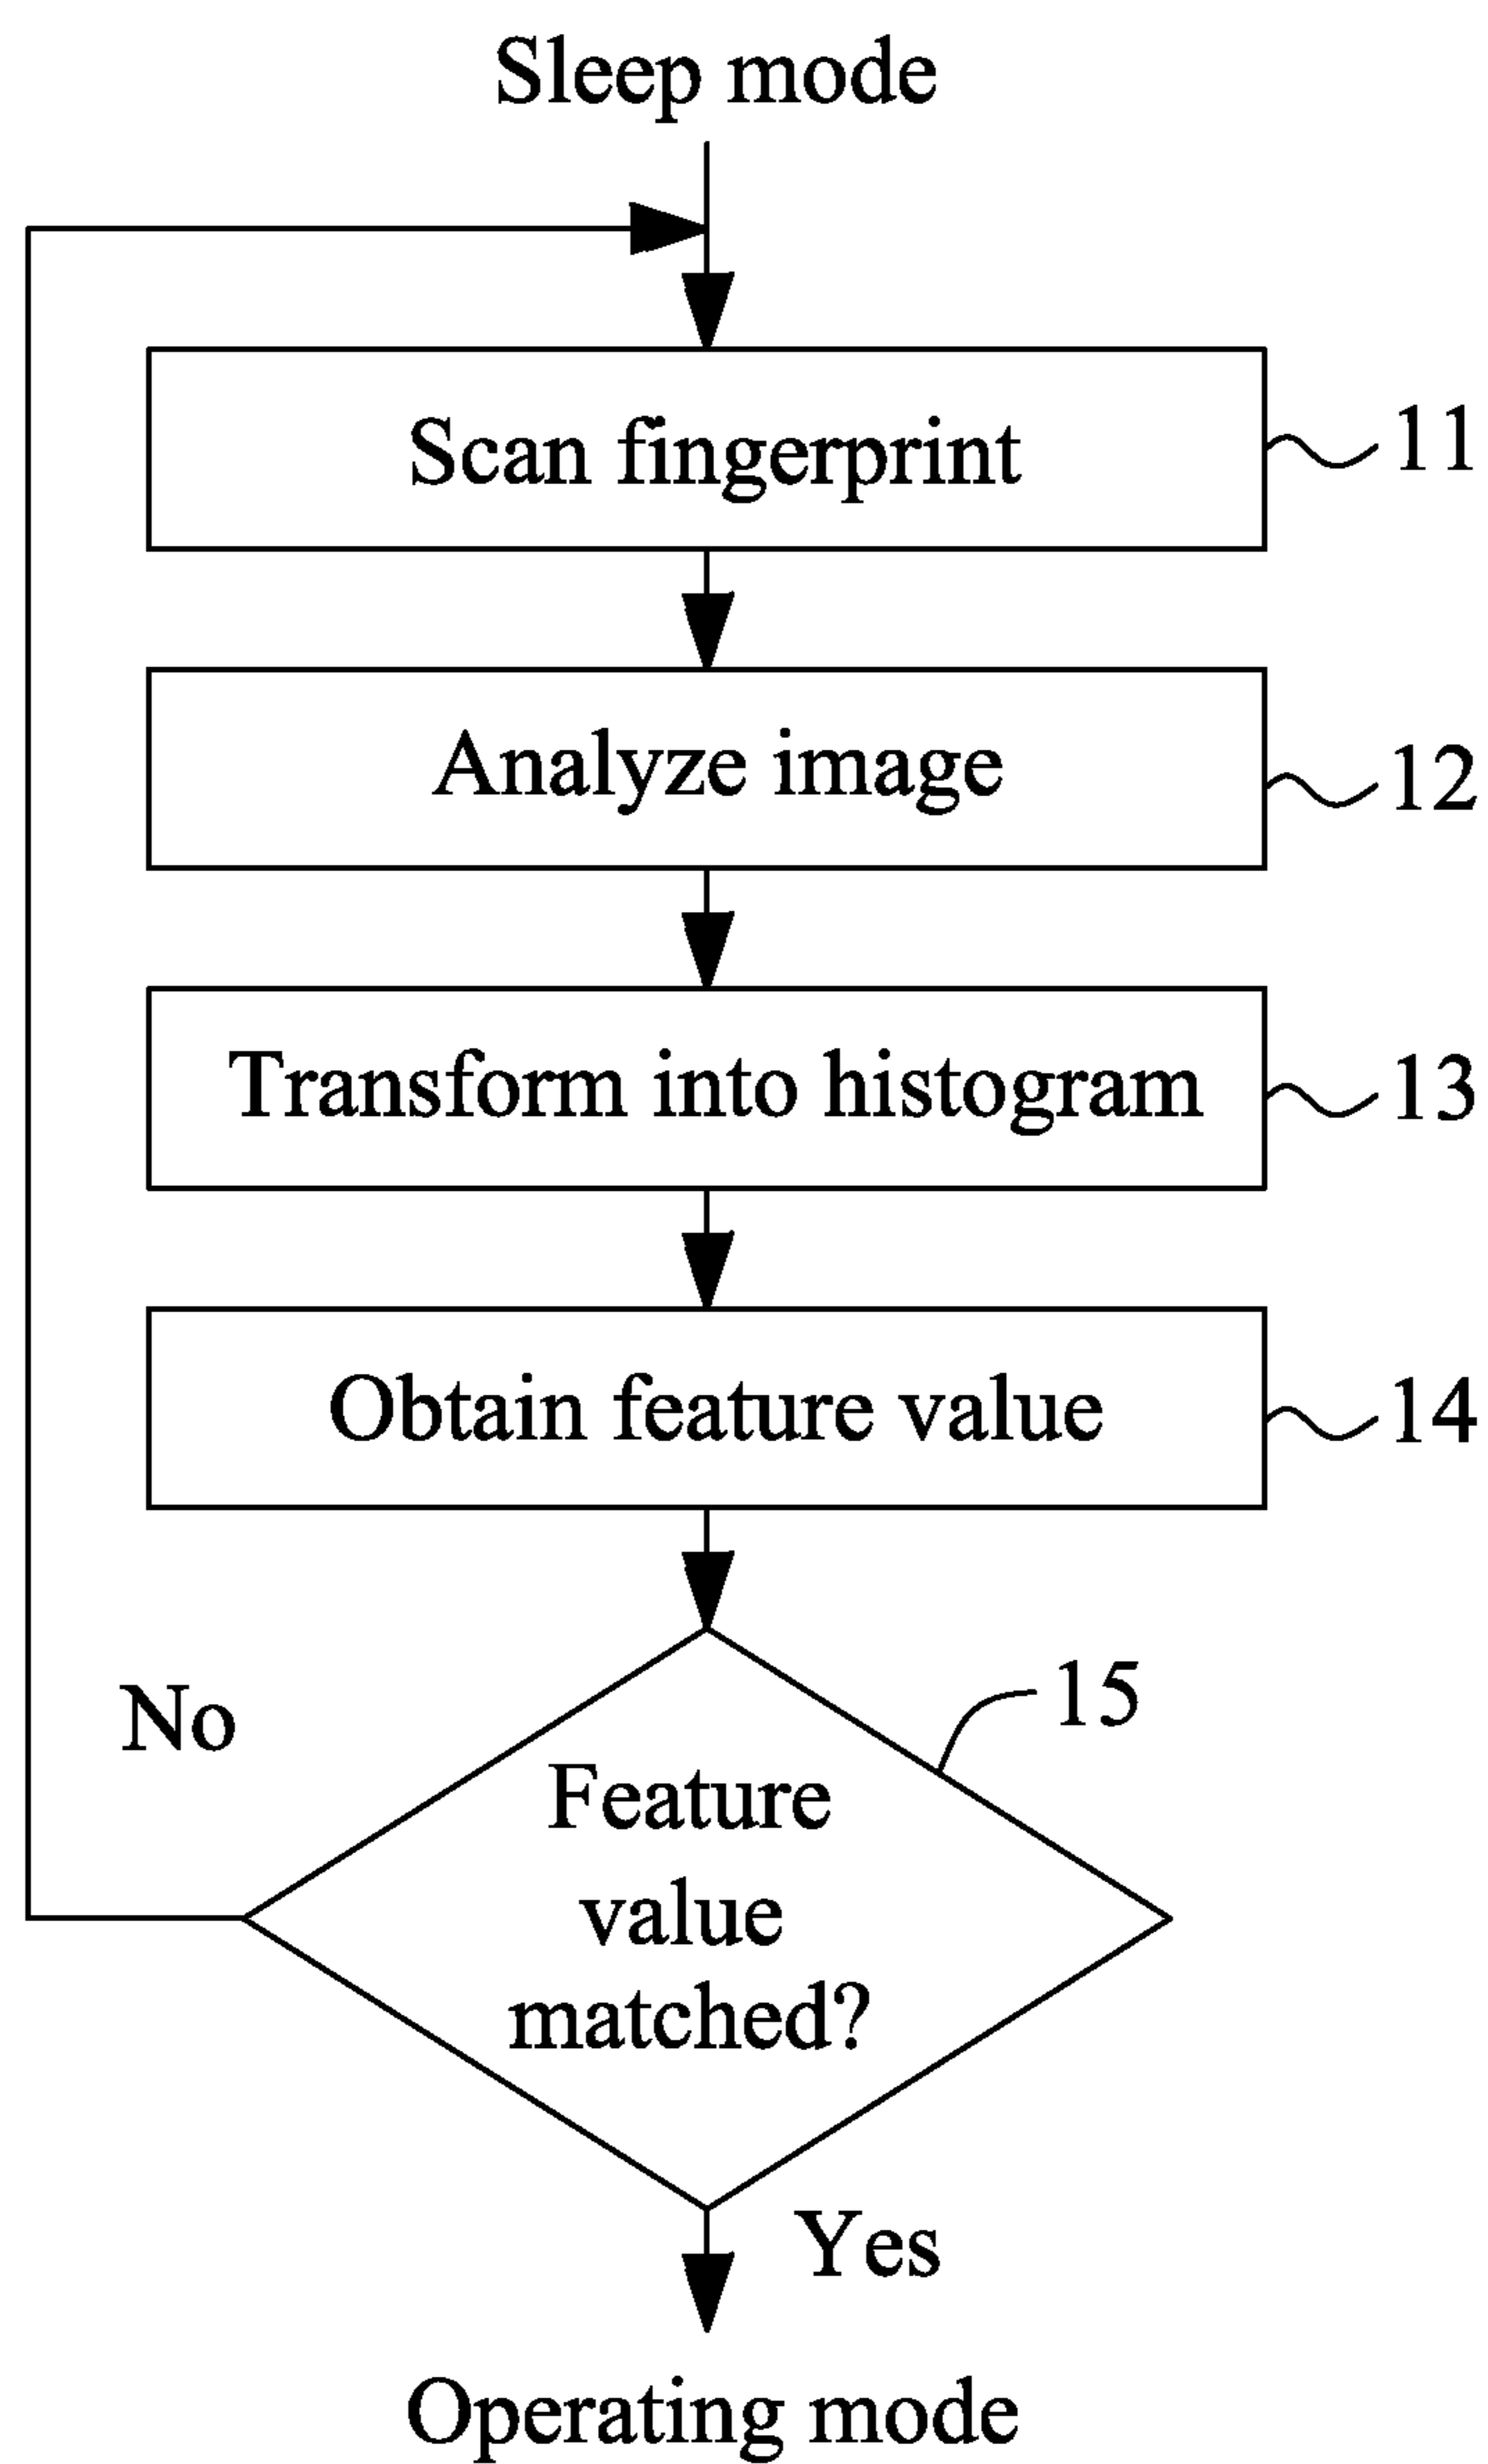 Sleep mode
Scan fingerprint
11
Analyze image
12
Transform into histogram
13
Obtain feature value
14
No
15
Feature
value
matched?
Yes
Operating mode